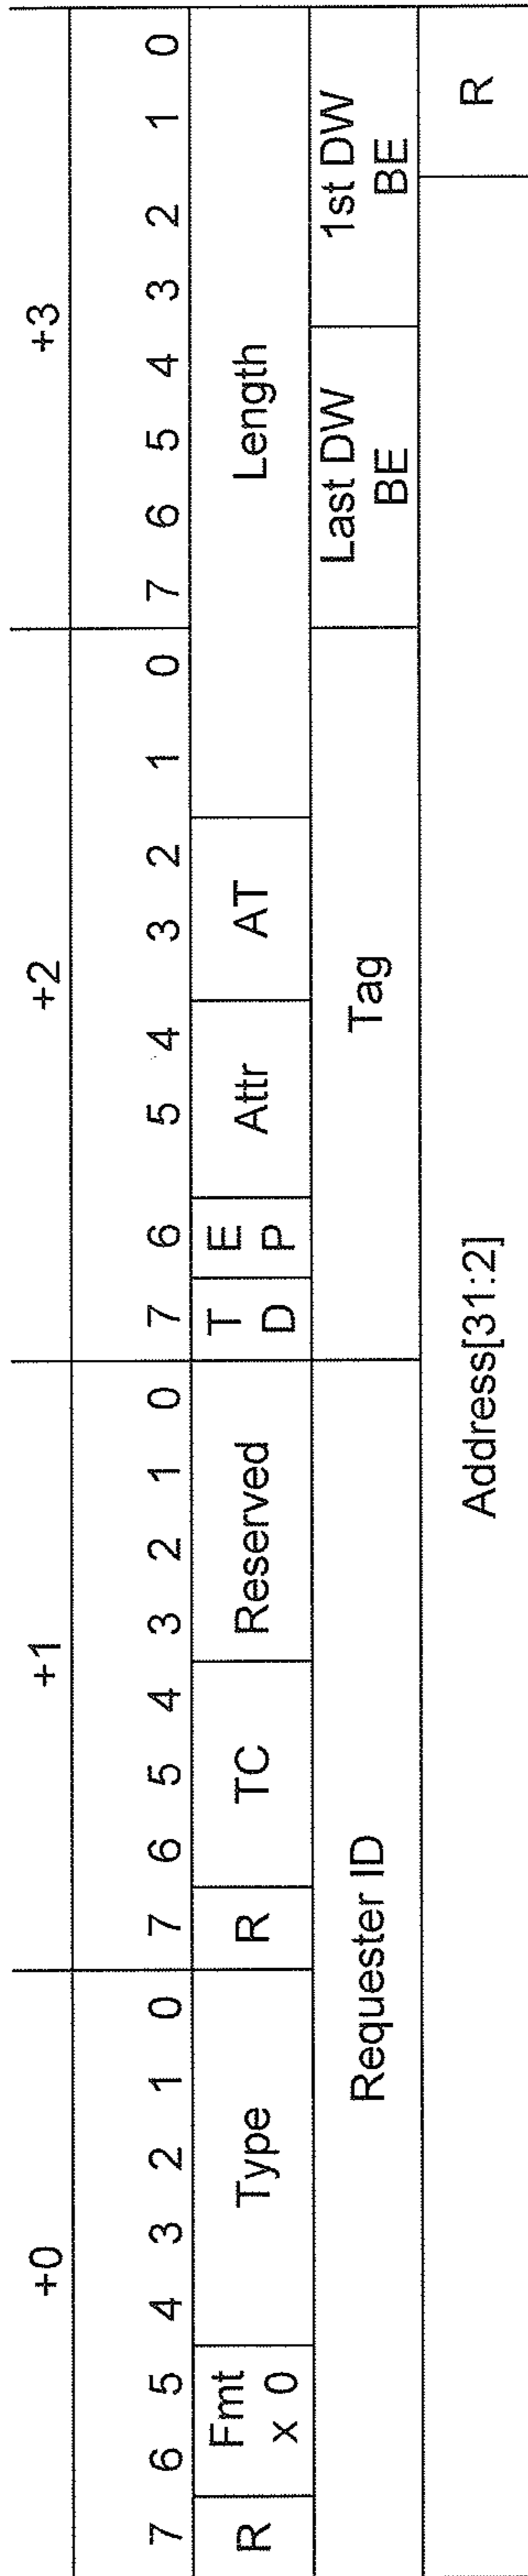 +0 +1 +2 +3
7 6 5 4 3 2 1 0 7 6 5 4 3 2 1 0 7 6 5 4 3 2 1 0 7 6 5 4 3 2 1 0
R Fmt Type R TC Reserved T E Attr AT Length
x 0 D P
Requester ID Tag Last DW 1st DW
BE BE
Address[31:2] R